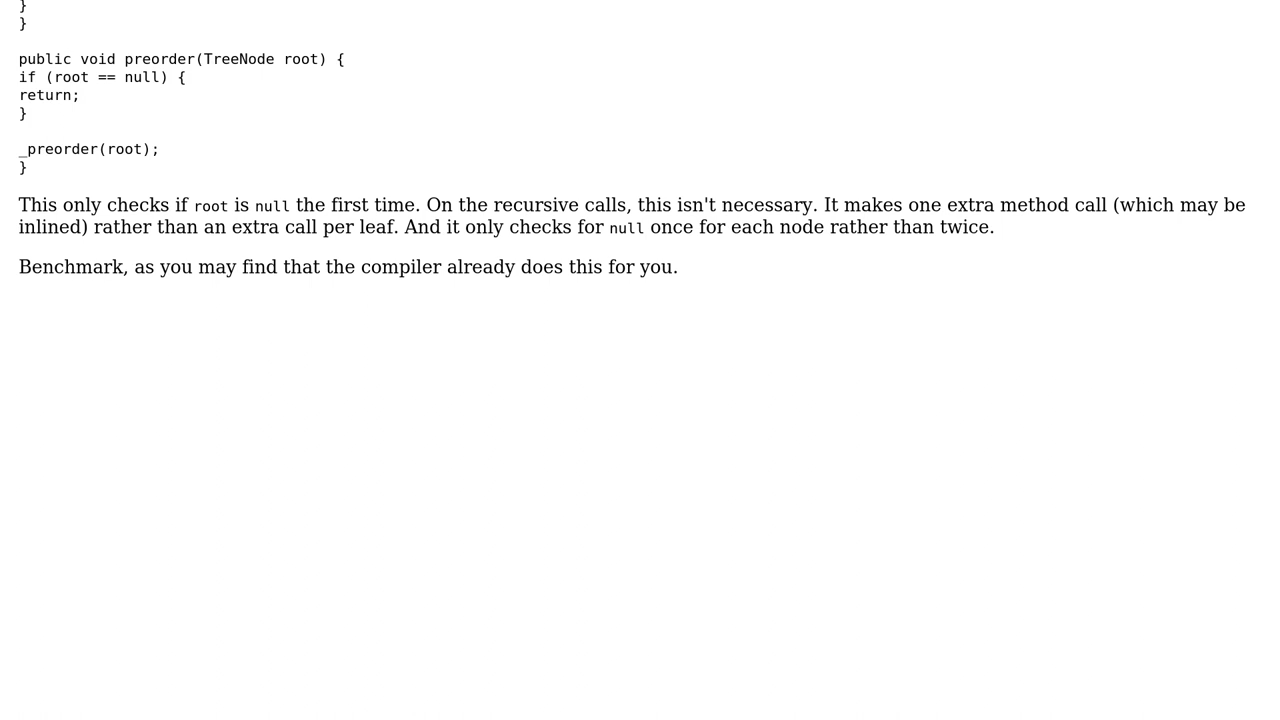 }
}
public void preorder(TreeNode root) {
if (root == null) {
return;
}
_preorder(root);
}
This only checks if root is null the first time. On the recursive calls, this isn't necessary. It makes one extra method call (which may be
inlined) rather than an extra call per leaf. And it only checks for null once for each node rather than twice.
Benchmark, as you may find that the compiler already does this for you.